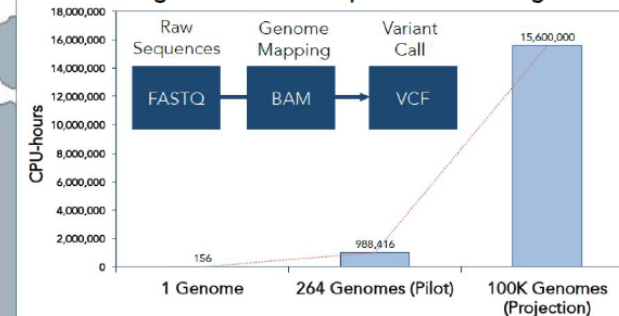 18,000,000
16,000,000
14,000,000
12,000,000
10,000,000
8,000,000
6,000,000
4,000,000
2,000,000
0
CPU-hours
Raw Genome Variant
Sequences Mapping Call
FASTQ BAM VCF
156
988,416
15,600,000
1 Genome 264 Genomes (Pilot) 100K Genomes
(Projection)